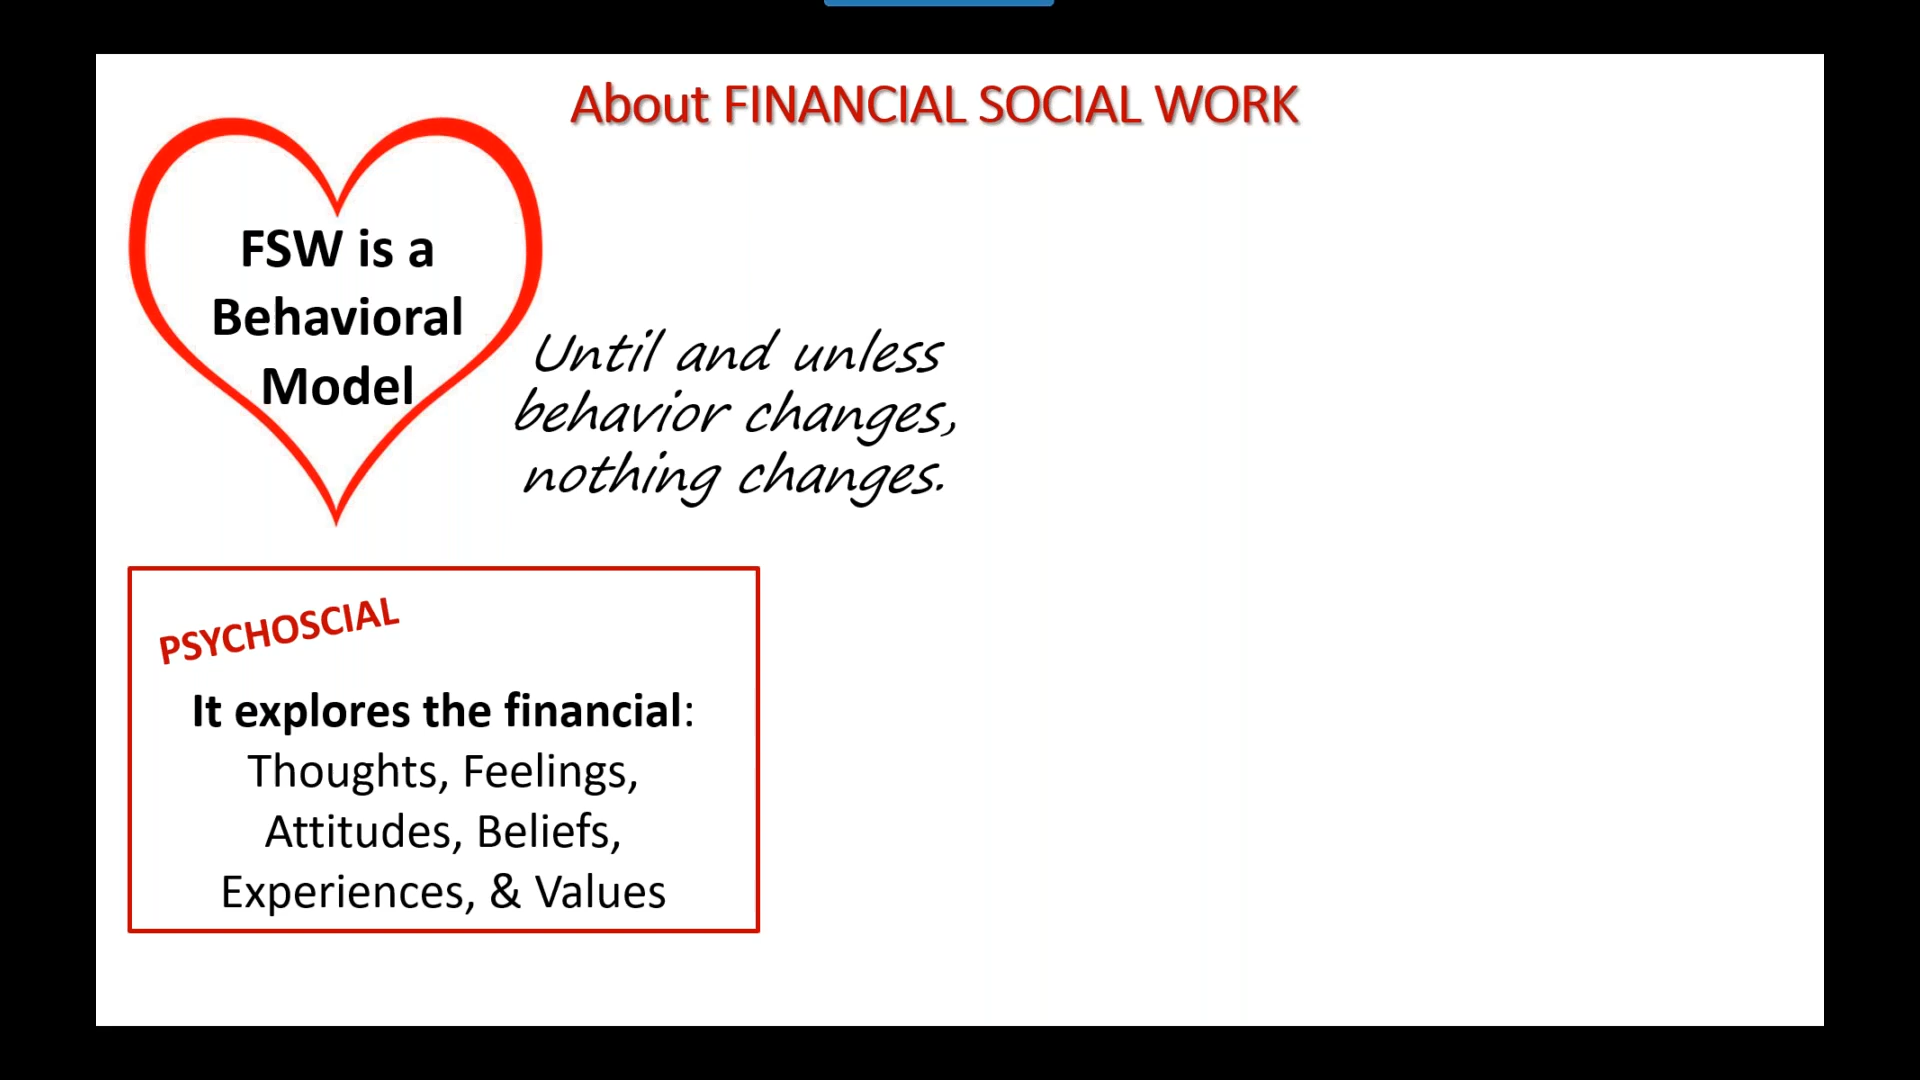 About FINANCIAL SOCIAL WORK
FSW is a
Behavioral
Model
Until and unless
behavior changes,
nothing changes.
PSYCHOSCIAL
It explores the financial:
Thoughts, Feelings,
Attitudes, Beliefs,
Experiences, & Values